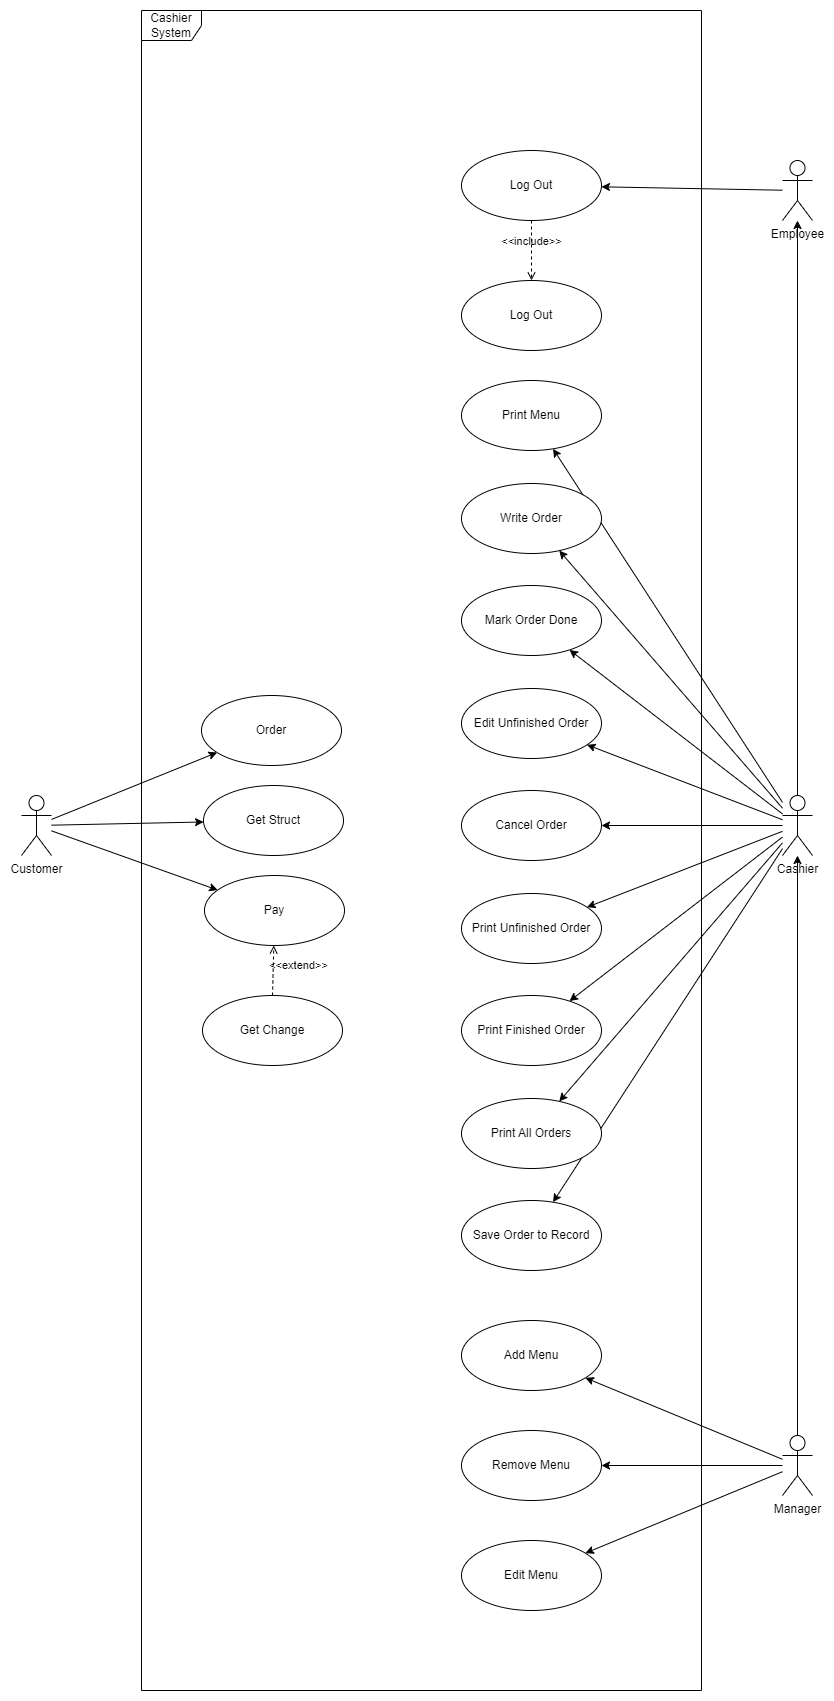 Cashier
System
Log Out
Employee
<<include>>
Log Out
Print Menu
Write Order
Mark Order Done
Edit Unfinished Order
Order
Get Struct
Cancel Order
Customer
Cashier
Pay
Print Unfinished Order
<<extend>>
Get Change
Print Finished Order
Print All Orders
Save Order to Record
Add Menu
Remove Menu
Manager
Edit Menu